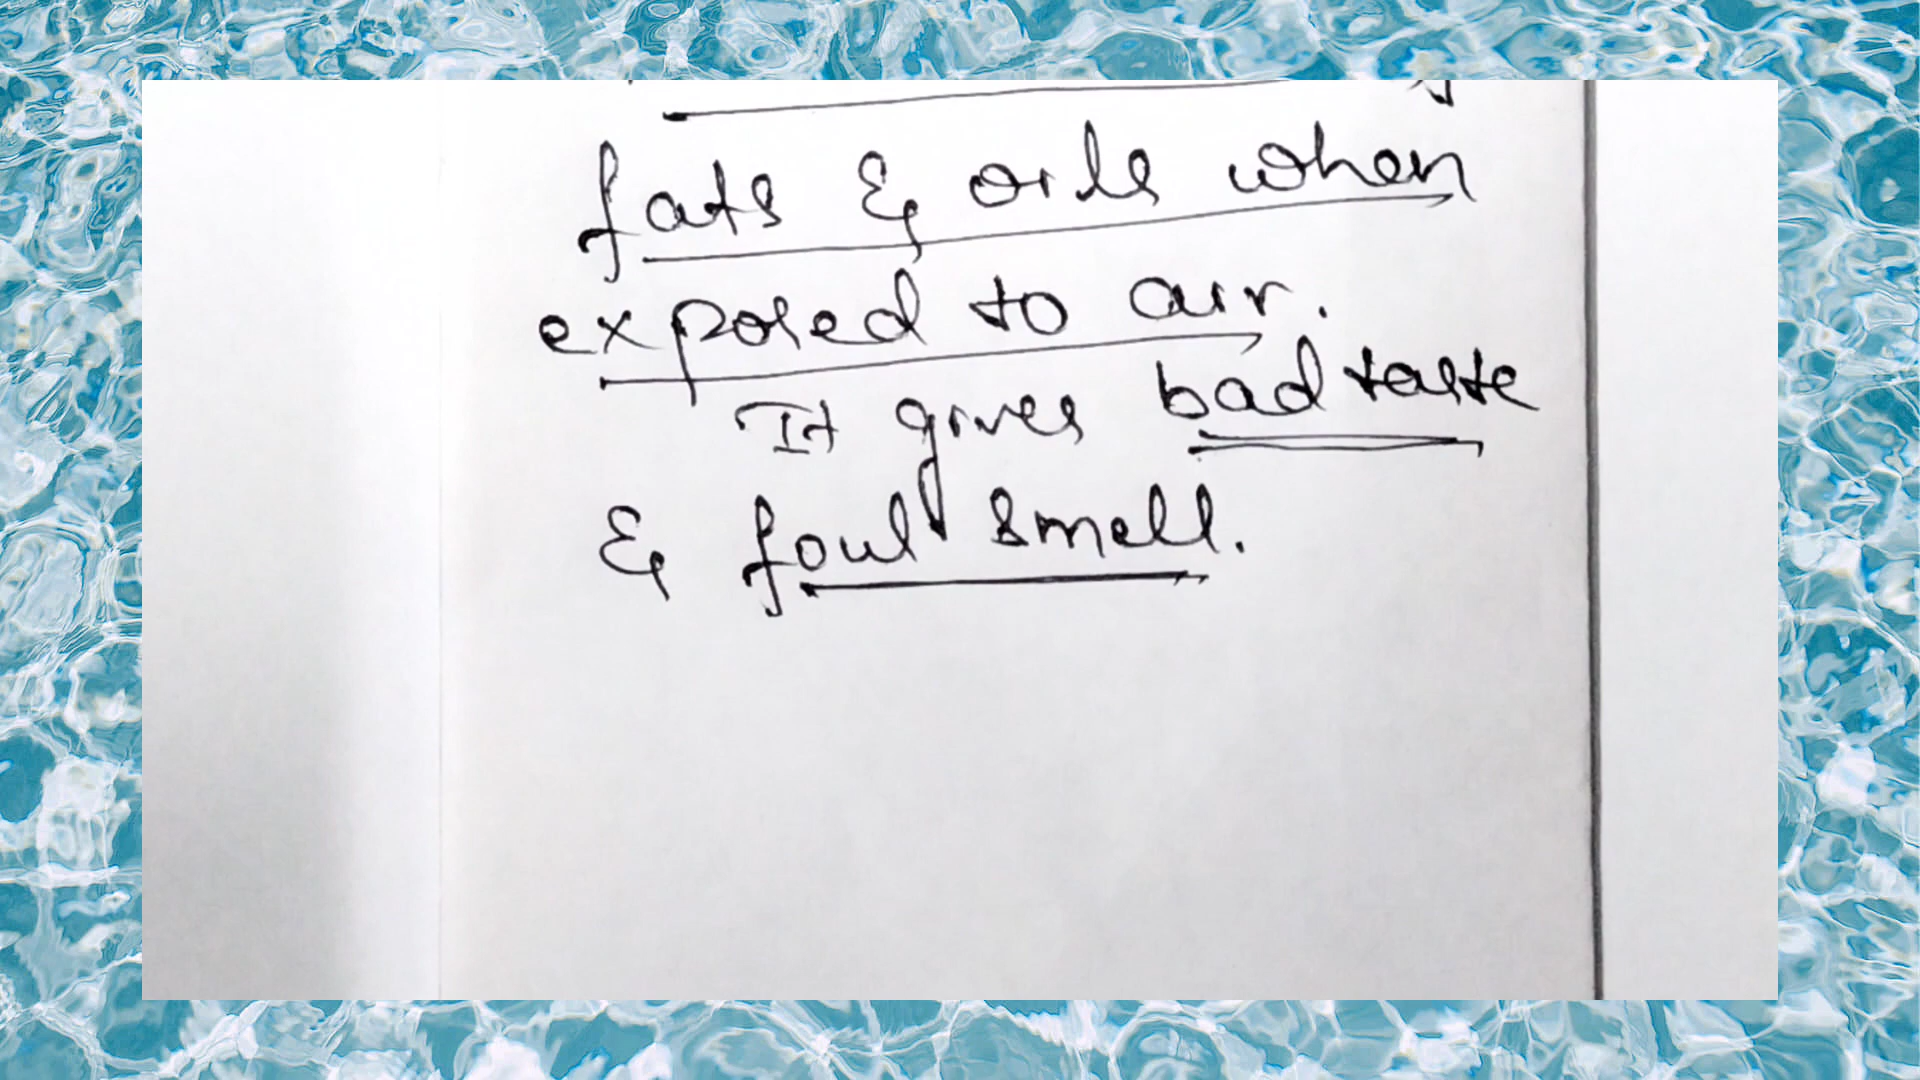 fats & oils when
exposed to air.
It gives bad taste
& foul smell.